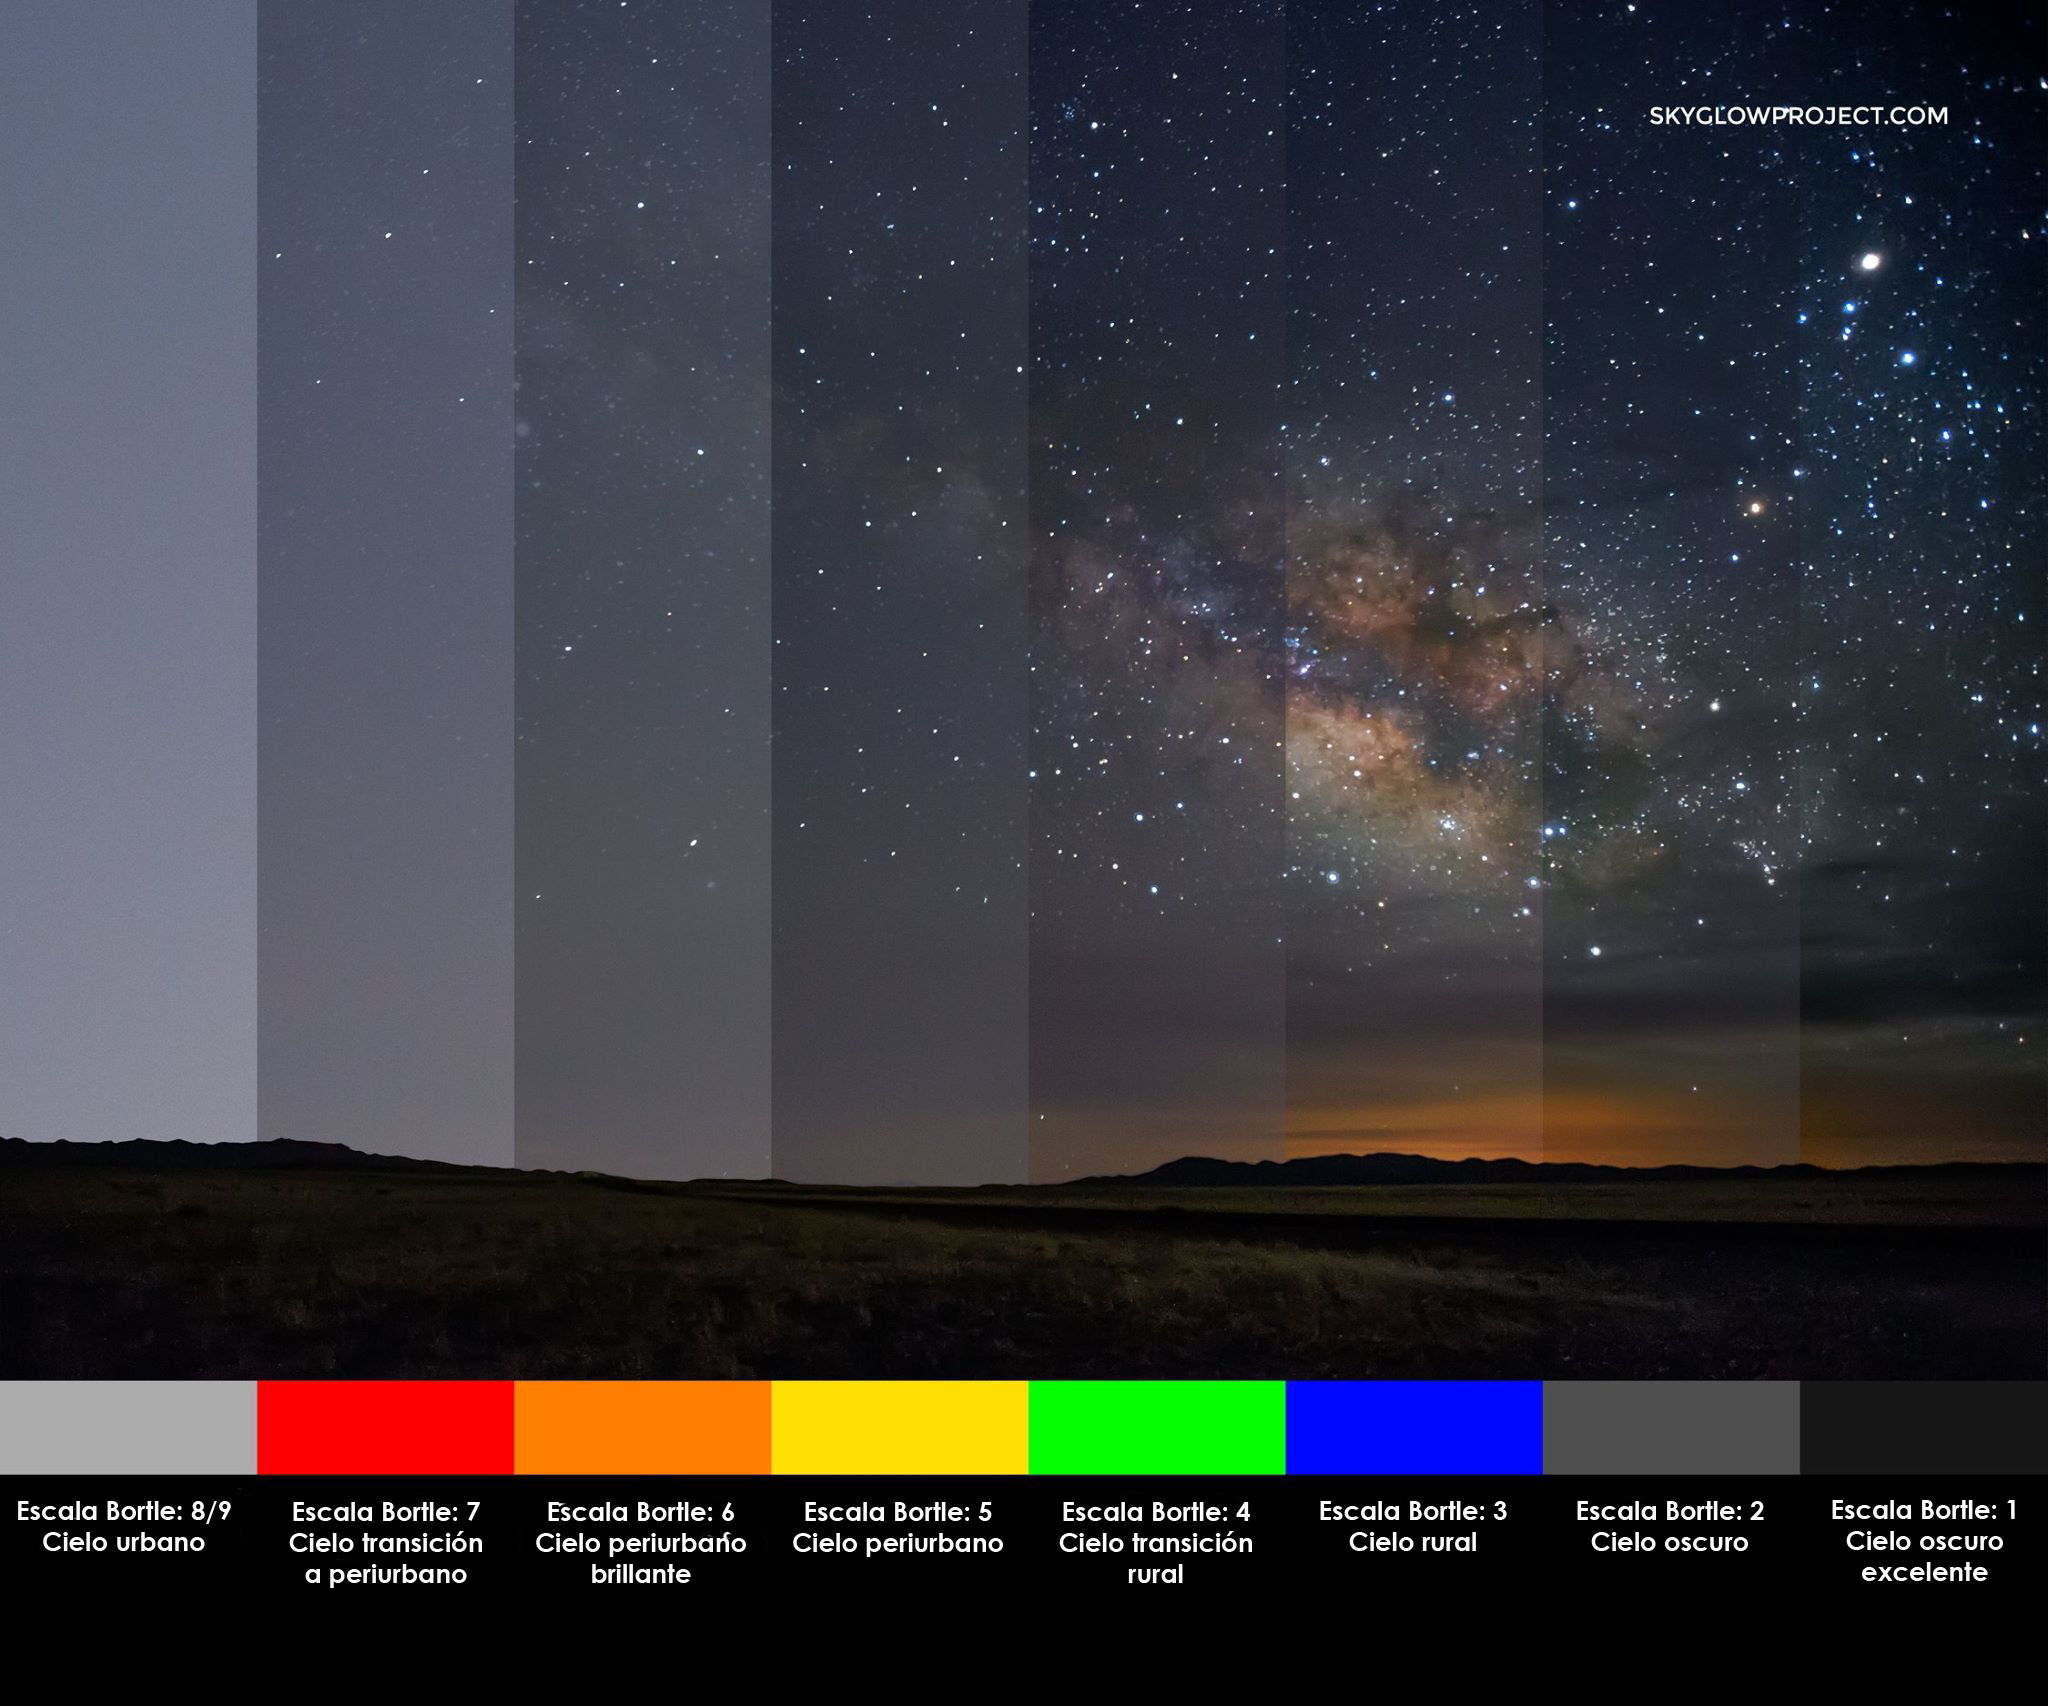 SKYGLOWPROJECT.COM
Escala Bortle: 8/9
Cielo urbano
Escala Bortle: 7
Cielo transición
a periurbano
Escala Bortle: 6
Cielo periurbano
brillante
Escala Bortle: 5
Cielo periurbano
Escala Bortle: 4
Cielo transición
rural
Escala Bortle: 3
Cielo rural
Escala Bortle: 2
Cielo oscuro
Escala Bortle: 1
Cielo oscuro
excelente